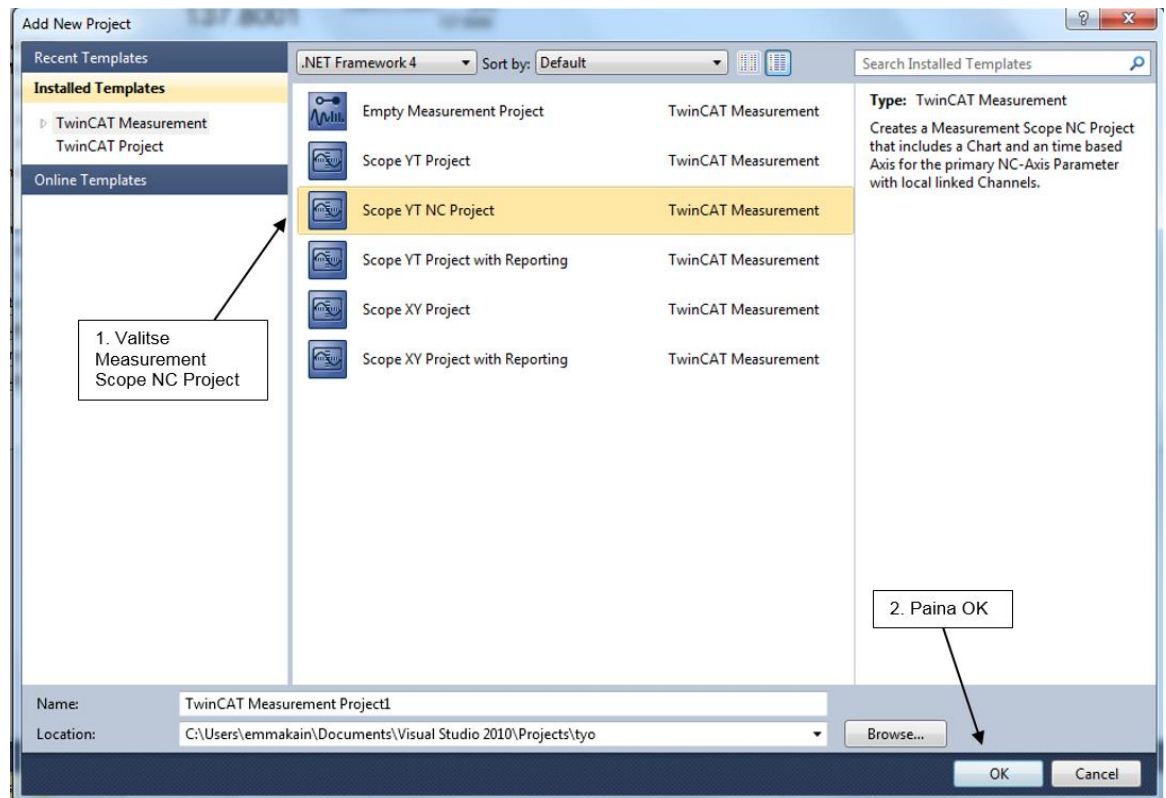 Add New Project
137.8001
Recent Templates
.NET Framework 4
Sort by: Default
Search Installed Templates
Installed Templates
TwinCAT Measurement
TwinCAT Project
Online Templates
Empty Measurement Project TwinCAT Measurement
Scope YT Project TwinCAT Measurement
Scope YT NC Project TwinCAT Measurement
Scope YT Project with Reporting TwinCAT Measurement
Scope XY Project TwinCAT Measurement
Scope XY Project with Reporting TwinCAT Measurement
Type: TwinCAT Measurement
Creates a Measurement Scope NC Project
that includes a Chart and an time based
Axis for the primary NC-Axis Parameter
with local linked Channels.
1. Valitse
Measurement
Scope NC Project
2. Paina OK
Name: TwinCAT Measurement Project1
Location: C:\Users\emmakain\Documents\Visual Studio 2010\Projects\tyo
Browse...
OK
Cancel